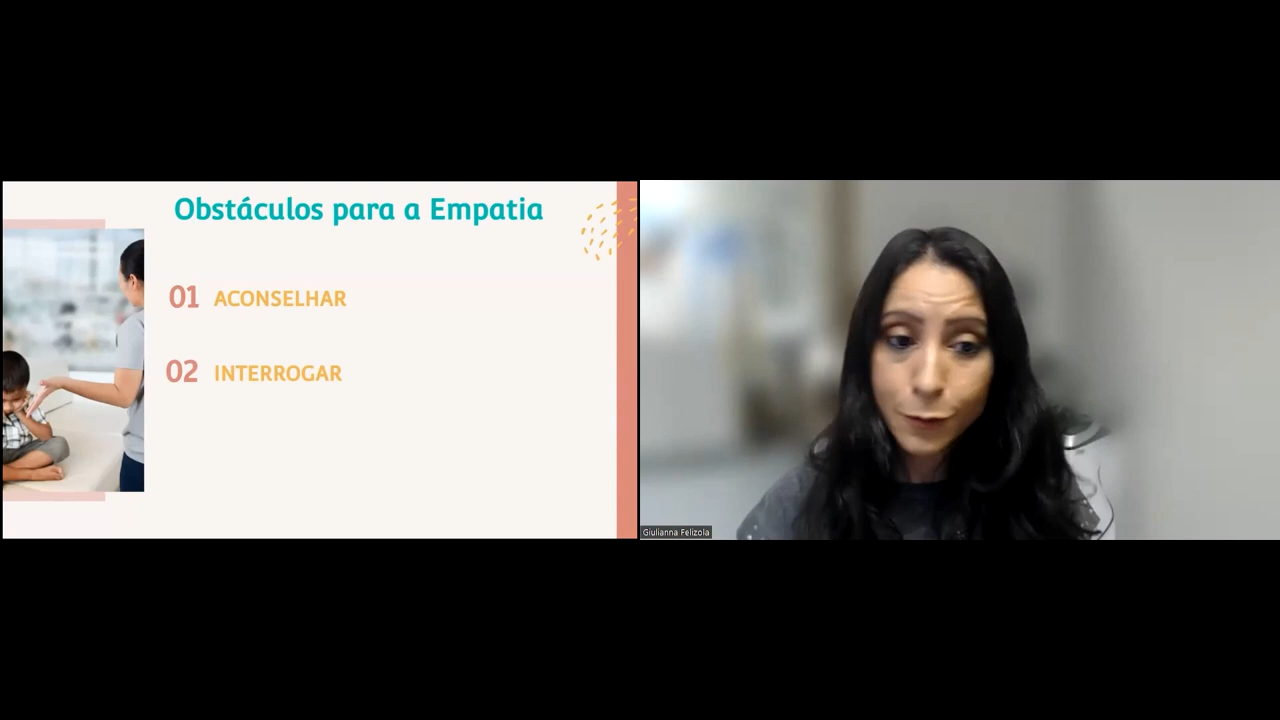 Obstáculos para a Empatia
01 ACONSELHAR
02 INTERROGAR
Giulianna Felizola